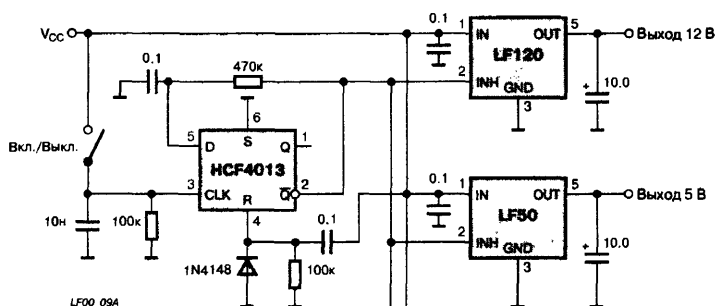 V_CC
0.1
1 IN OUT 5
Выход 12 В
LF120
0.1
470к
2 INH GND
3
+ 10.0
6
5 D S Q 1
Вкл./Выкл.
HCF4013
3 CLK Q̅ 2
R
4
0.1
0.1
1 IN OUT 5
Выход 5 В
LF50
10н
100к
1N4148
100к
2 INH GND
3
+ 10.0
LF00_09A